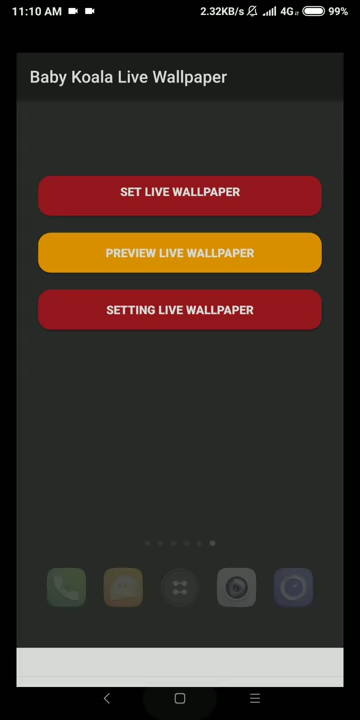 11:10 AM 2.32KB/s 4G 99%
Baby Koala Live Wallpaper
SET LIVE WALLPAPER
PREVIEW LIVE WALLPAPER
SETTING LIVE WALLPAPER